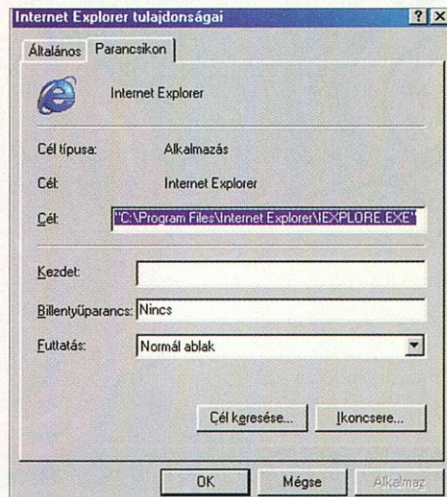 Internet Explorer tulajdonságai
Általános Parancsikon
Internet Explorer
Cél típusa: Alkalmazás
Cél: Internet Explorer
Cél: "C:\Program Files\Internet Explorer\IEXPLORE.EXE"
Kezdet:
Billentyűparancs: Nincs
Futtatás: Normál ablak
Cél keresése... Ikoncsere...
OK Mégse Alkalmaz